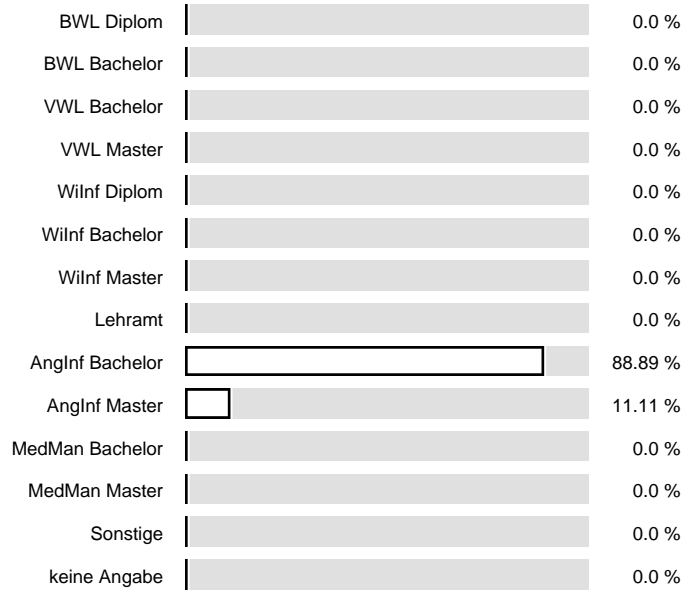 BWL Diplom 0.0 %
BWL Bachelor 0.0 %
VWL Bachelor 0.0 %
VWL Master 0.0 %
WiInf Diplom 0.0 %
WiInf Bachelor 0.0 %
WiInf Master 0.0 %
Lehramt 0.0 %
AngInf Bachelor 88.89 %
AngInf Master 11.11 %
MedMan Bachelor 0.0 %
MedMan Master 0.0 %
Sonstige 0.0 %
keine Angabe 0.0 %